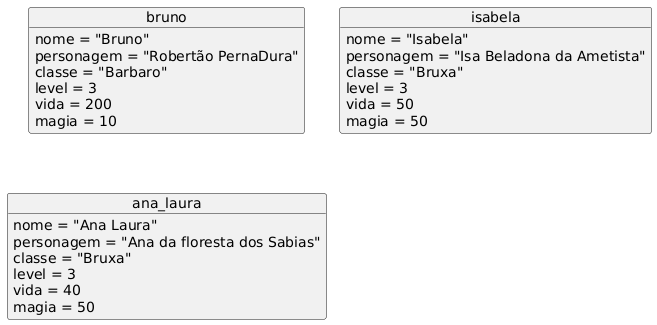 bruno
nome = "Bruno"
personagem = "Robertão PernaDura"
classe = "Barbaro"
level = 3
vida = 200
magia = 10
isabela
nome = "Isabela"
personagem = "Isa Beladona da Ametista"
classe = "Bruxa"
level = 3
vida = 50
magia = 50
ana_laura
nome = "Ana Laura"
personagem = "Ana da floresta dos Sabias"
classe = "Bruxa"
level = 3
vida = 40
magia = 50